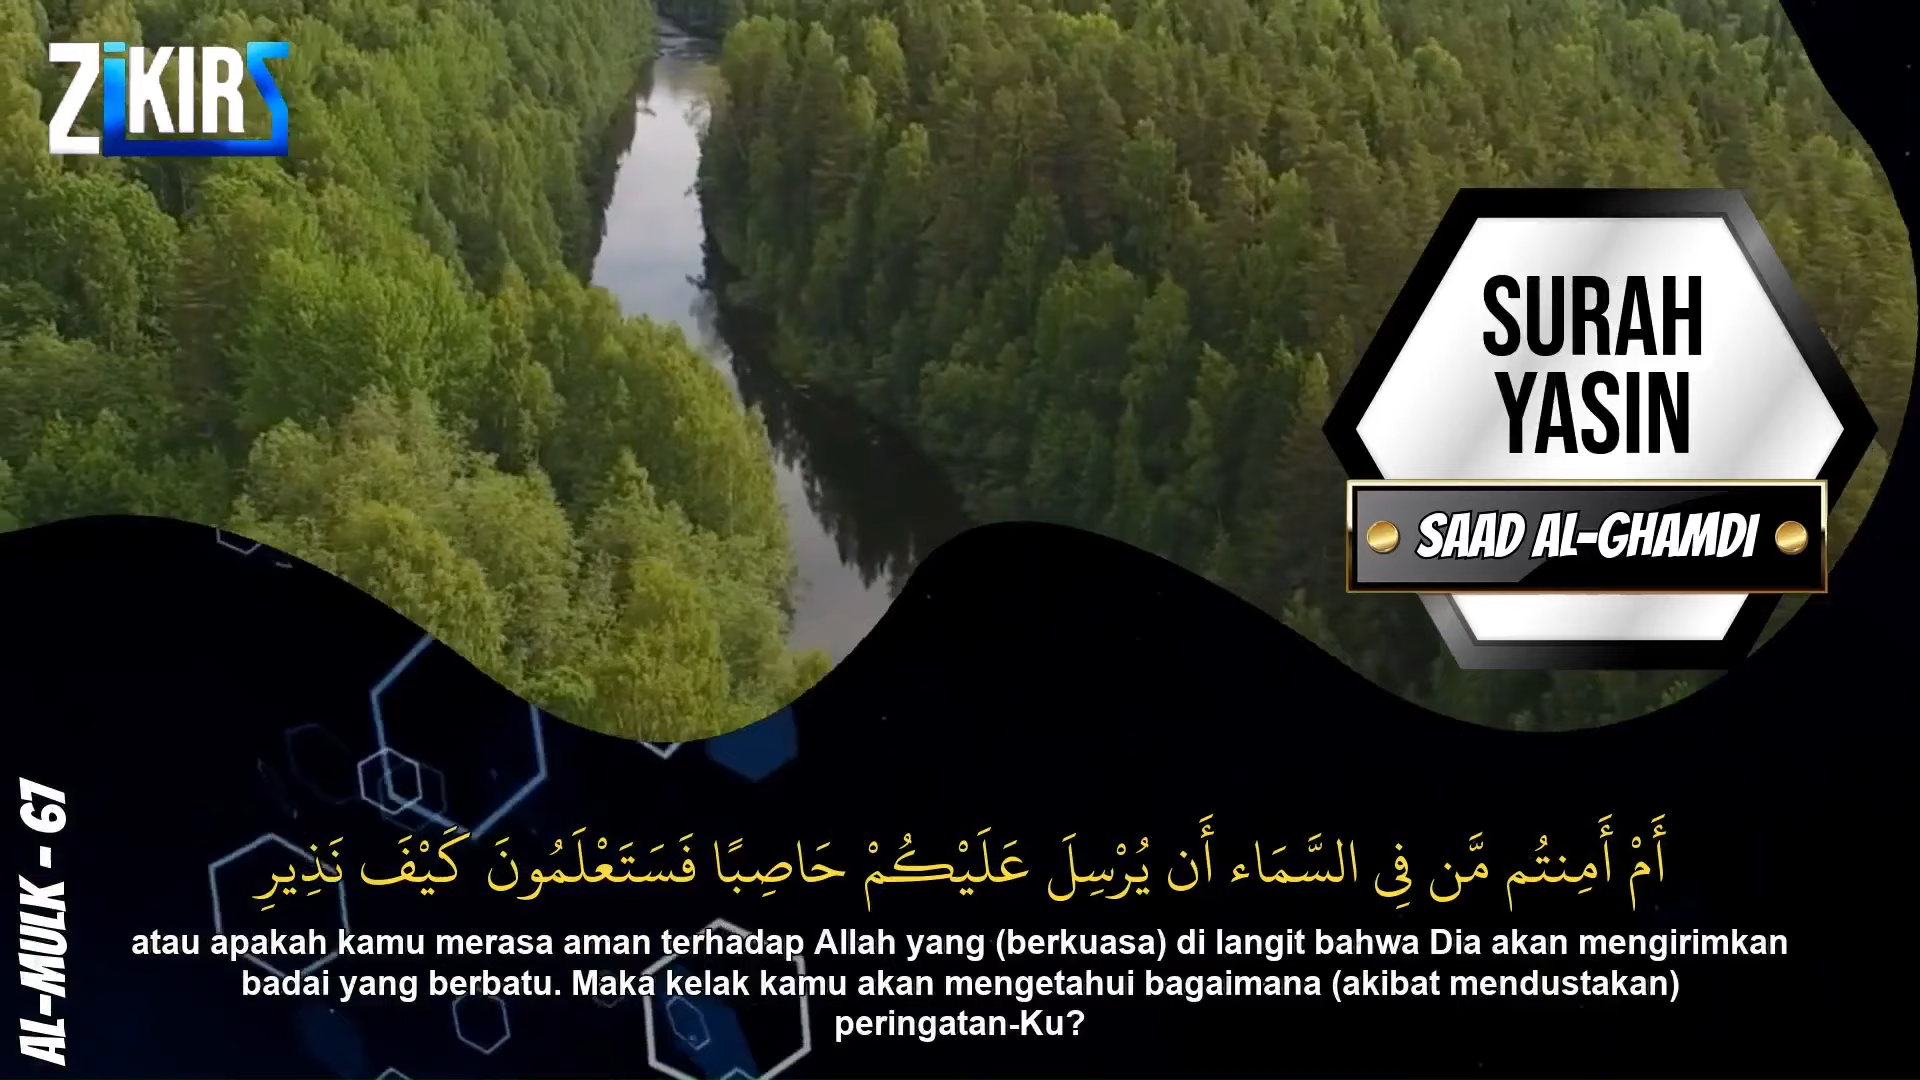 ZiKIRS
SURAH
YASIN
SAAD AL-GHAMDI
AL-MULK - 67
أَمْ أَمِنتُم مَّن فِي السَّمَاء أَن يُرْسِلَ عَلَيْكُمْ حَاصِبًا فَسَتَعْلَمُونَ كَيْفَ نَذِيرِ
atau apakah kamu merasa aman terhadap Allah yang (berkuasa) di langit bahwa Dia akan mengirimkan
badai yang berbatu. Maka kelak kamu akan mengetahui bagaimana (akibat mendustakan)
peringatan-Ku?